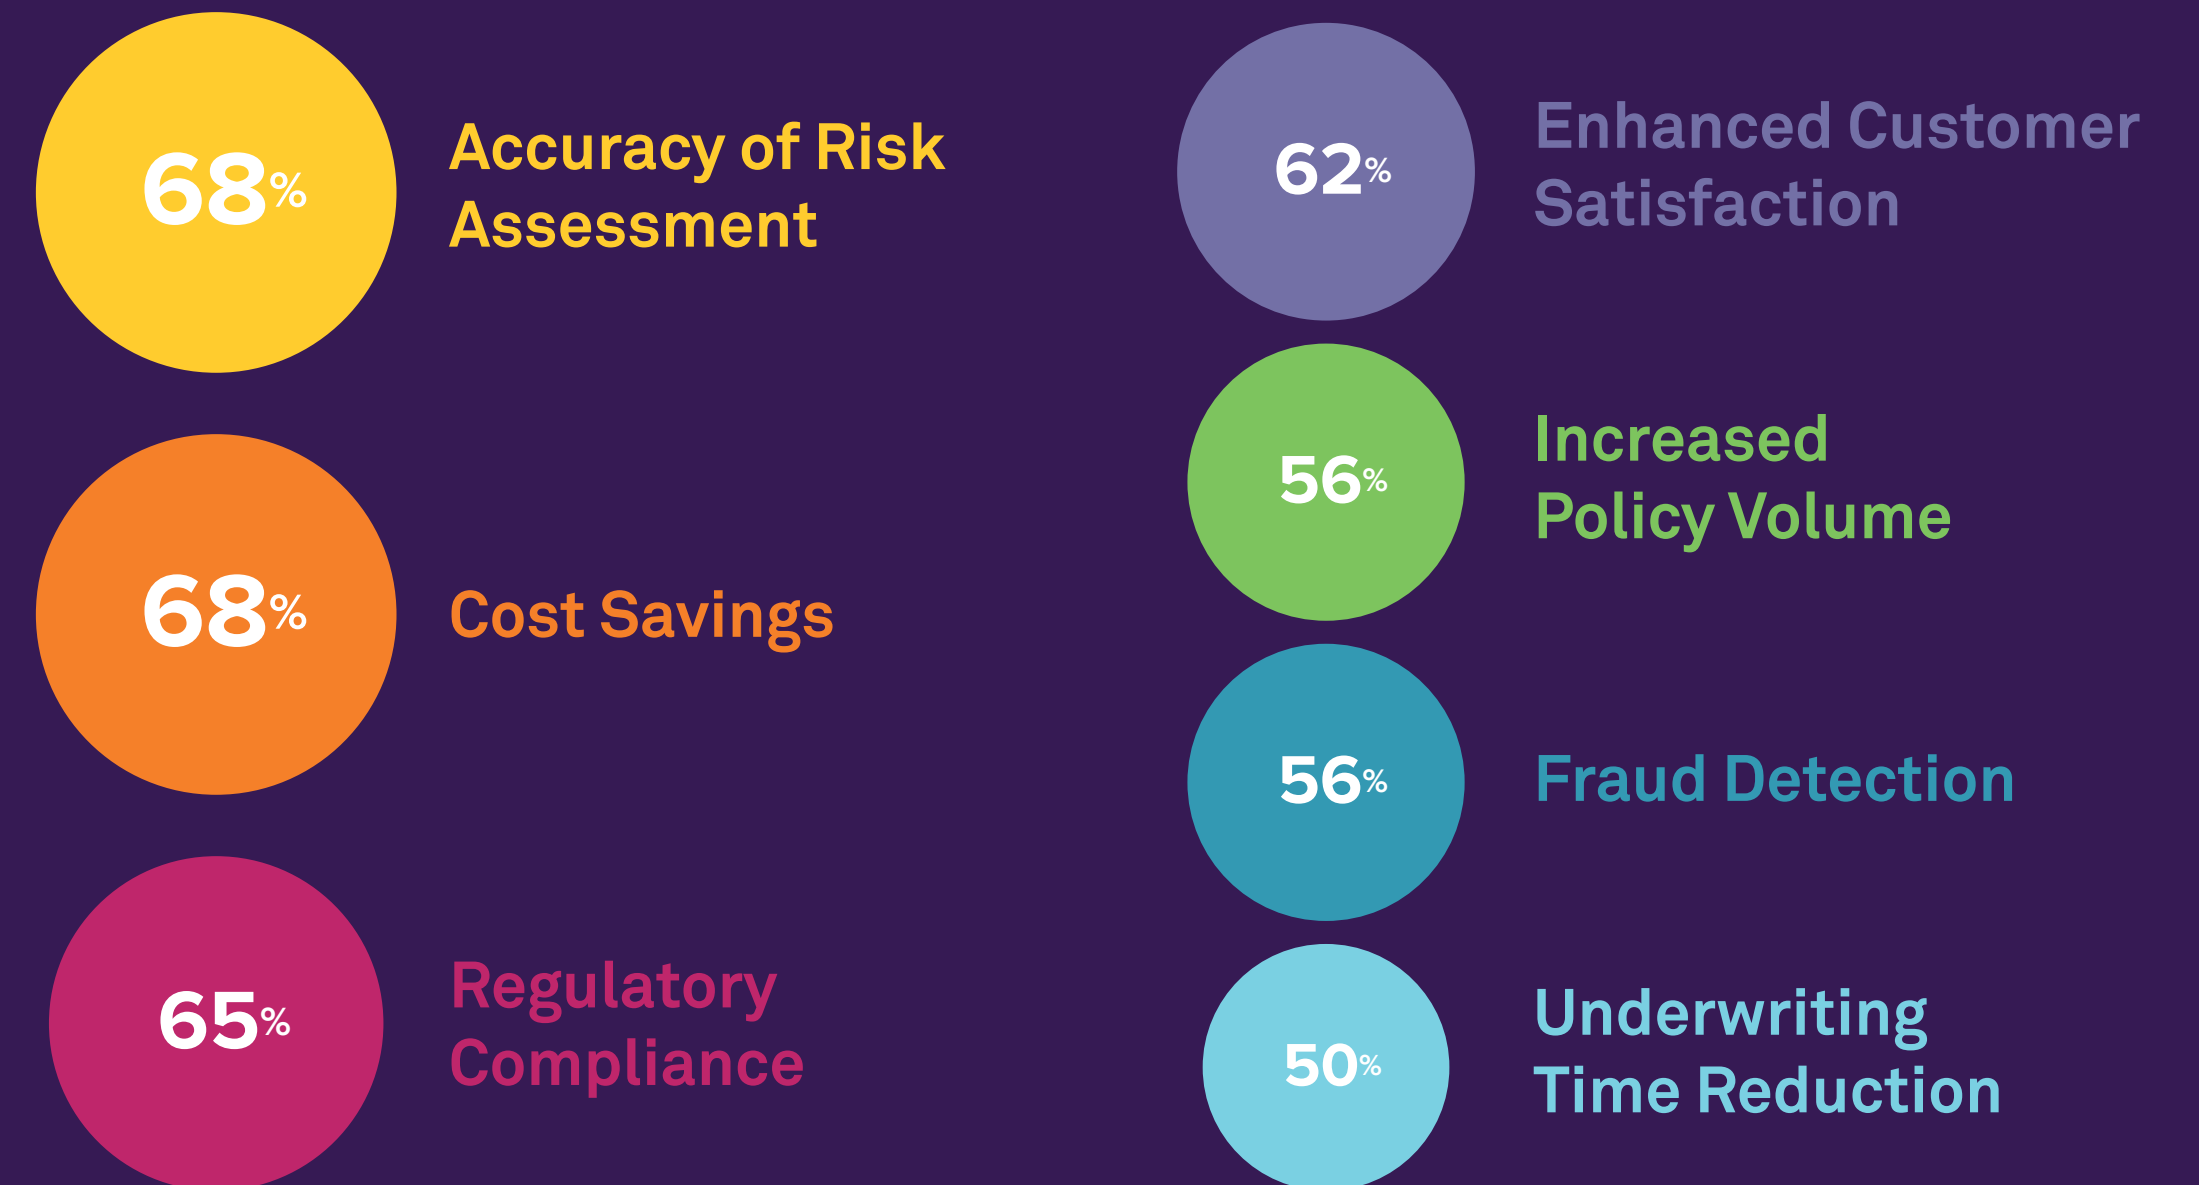 68%
Accuracy of Risk
Assessment
68%
Cost Savings
65%
Regulatory
Compliance
62%
Enhanced Customer
Satisfaction
56%
Increased
Policy Volume
56%
Fraud Detection
50%
Underwriting
Time Reduction